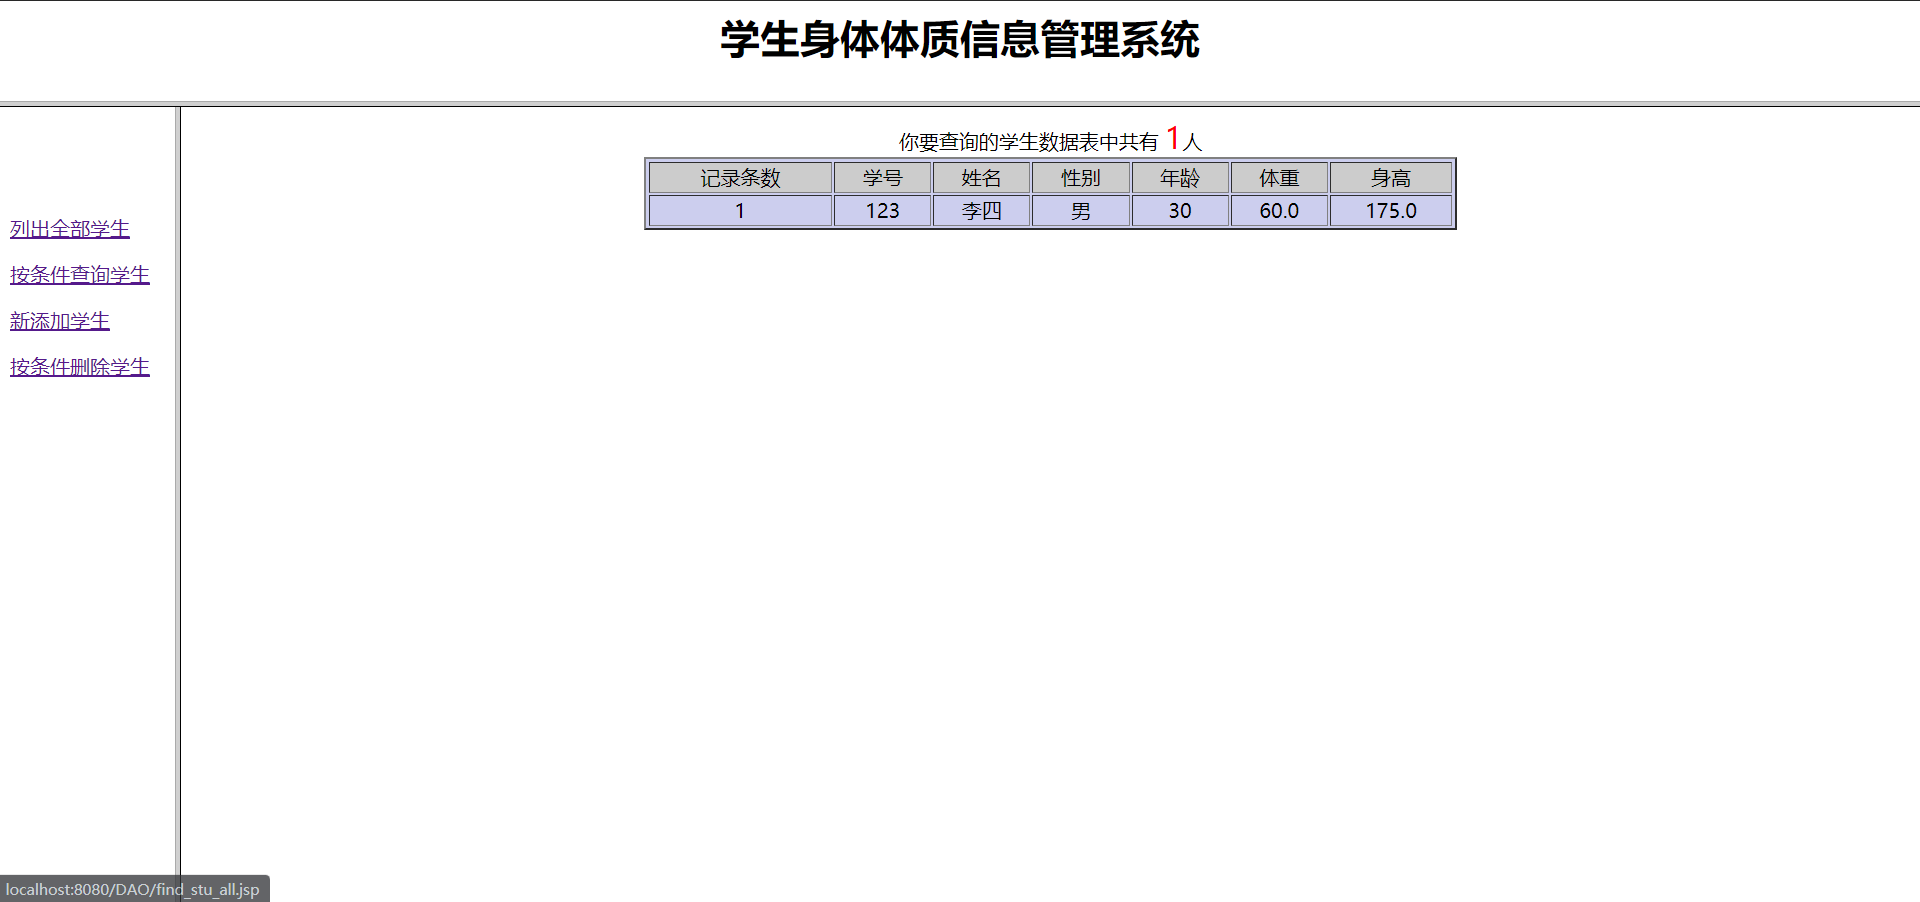 学生身体体质信息管理系统
列出全部学生
按条件查询学生
新添加学生
按条件删除学生
你要查询的学生数据表中共有 1人
记录条数 学号 姓名 性别 年龄 体重 身高
1 123 李四 男 30 60.0 175.0
localhost:8080/DAO/find_stu_all.jsp